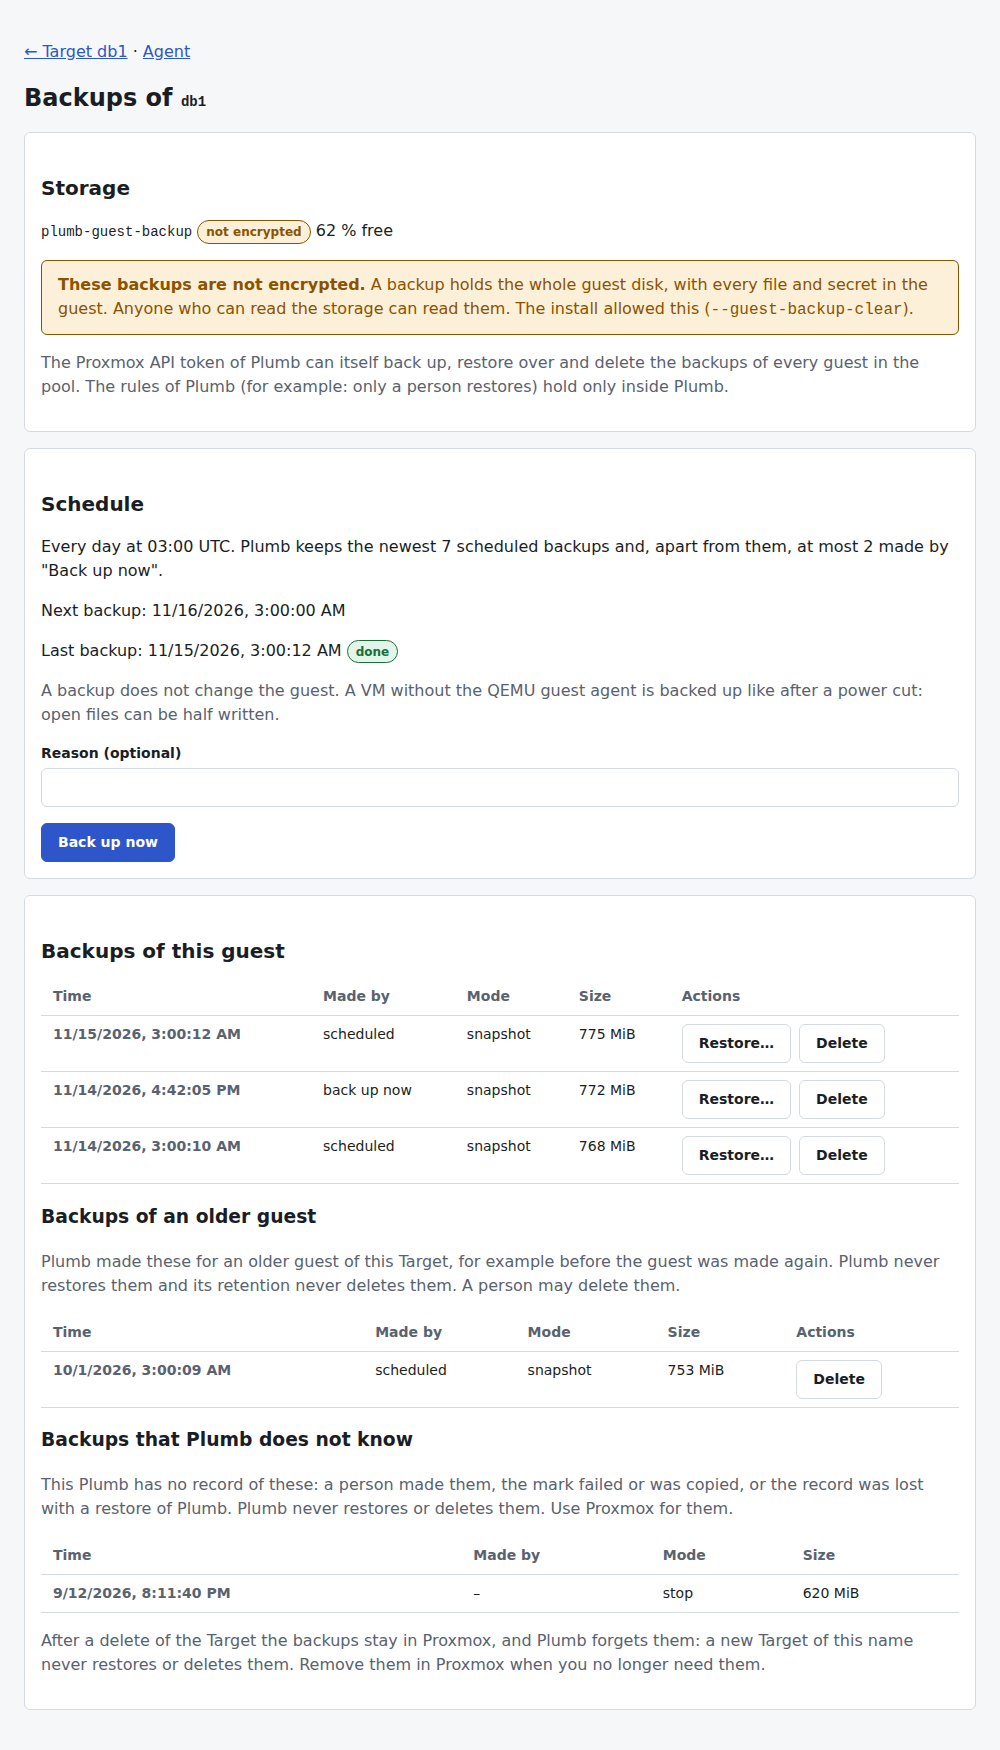 ← Target db1 · Agent
Backups of db1
Storage
plumb-guest-backup not encrypted 62 % free
These backups are not encrypted. A backup holds the whole guest disk, with every file and secret in the
guest. Anyone who can read the storage can read them. The install allowed this (--guest-backup-clear).
The Proxmox API token of Plumb can itself back up, restore over and delete the backups of every guest in the
pool. The rules of Plumb (for example: only a person restores) hold only inside Plumb.
Schedule
Every day at 03:00 UTC. Plumb keeps the newest 7 scheduled backups and, apart from them, at most 2 made by
"Back up now".
Next backup: 11/16/2026, 3:00:00 AM
Last backup: 11/15/2026, 3:00:12 AM done
A backup does not change the guest. A VM without the QEMU guest agent is backed up like after a power cut:
open files can be half written.
Reason (optional)
Back up now
Backups of this guest
Time Made by Mode Size Actions
11/15/2026, 3:00:12 AM scheduled snapshot 775 MiB Restore... Delete
11/14/2026, 4:42:05 PM back up now snapshot 772 MiB Restore... Delete
11/14/2026, 3:00:10 AM scheduled snapshot 768 MiB Restore... Delete
Backups of an older guest
Plumb made these for an older guest of this Target, for example before the guest was made again. Plumb never
restores them and its retention never deletes them. A person may delete them.
Time Made by Mode Size Actions
10/1/2026, 3:00:09 AM scheduled snapshot 753 MiB Delete
Backups that Plumb does not know
This Plumb has no record of these: a person made them, the mark failed or was copied, or the record was lost
with a restore of Plumb. Plumb never restores or deletes them. Use Proxmox for them.
Time Made by Mode Size
9/12/2026, 8:11:40 PM – stop 620 MiB
After a delete of the Target the backups stay in Proxmox, and Plumb forgets them: a new Target of this name
never restores or deletes them. Remove them in Proxmox when you no longer need them.